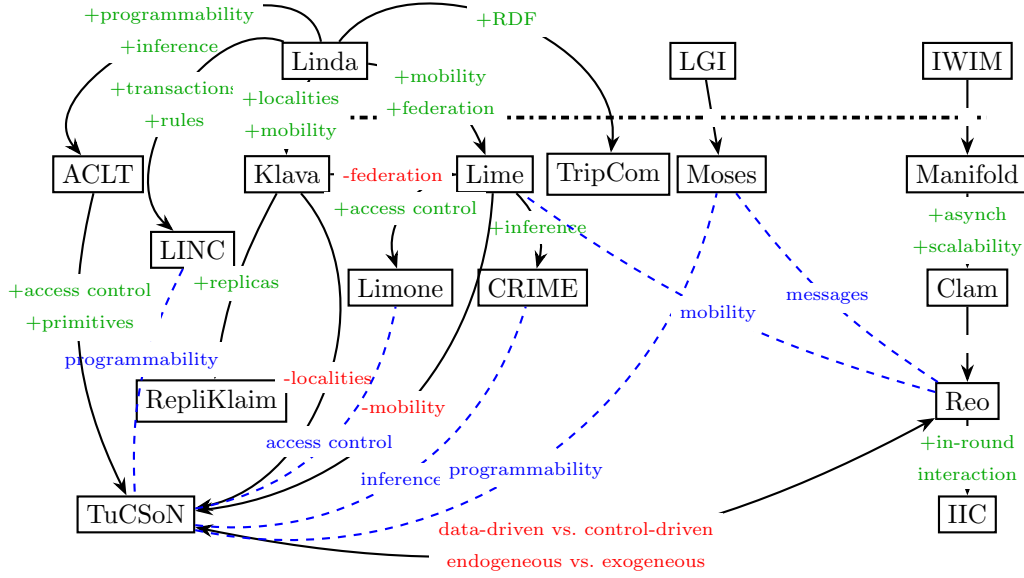 +programmability
+RDF
+inference
Linda
LGI
IWIM
+mobility
+transactions
+localities
+federation
+rules
+mobility
ACLT
Klava
-federation
Lime
TripCom
Moses
Manifold
+access control
+asynch
+inference
LINC
+scalability
+replicas
Limone
CRIME
Clam
+access control
messages
+primitives
mobility
programmability
-localities
RepliKlaim
-mobility
Reo
access control
+in-round
inference
programmability
interaction
TuCSoN
IIC
data-driven vs. control-driven
endogeneous vs. exogeneous